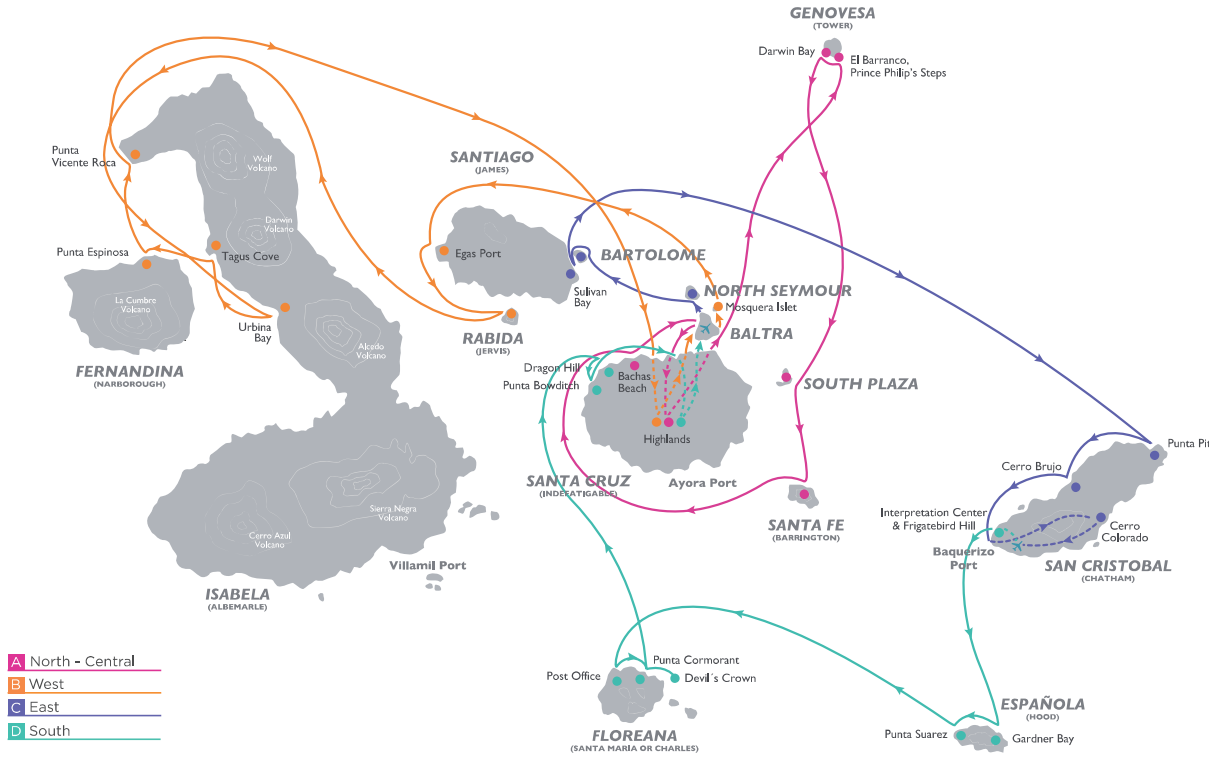 GENOVESA
(TOWER)
Darwin Bay
El Barranco,
Prince Philip's Steps
Punta
Vicente Roca
Wolf
Volcano
SANTIAGO
(JAMES)
Darwin
Volcano
Punta Espinosa
Tagus Cove
Egas Port
BARTOLOME
Sulivan
Bay
NORTH SEYMOUR
Mosquera Islet
La Cumbre
Volcano
Urbina
Bay
Alcedo
Volcano
RABIDA
(JERVIS)
BALTRA
FERNANDINA
(NARBOROUGH)
Dragon Hill
Punta Bowditch
Bachas
Beach
SOUTH PLAZA
Highlands
Punta Pit
Cerro Brujo
SANTA CRUZ
(INDEFATIGABLE)
Ayora Port
Sierra Negra
Volcano
Cerro Azul
Volcano
SANTA FE
(BARRINGTON)
Interpretation Center
& Frigatebird Hill
Cerro
Colorado
Baquerizo
Port
SAN CRISTOBAL
(CHATHAM)
Villamil Port
ISABELA
(ALBEMARLE)
A North - Central
B West
C East
D South
Post Office
Punta Cormorant
Devil´s Crown
FLOREANA
(SANTA MARÍA OR CHARLES)
ESPAÑOLA
(HOOD)
Punta Suarez
Gardner Bay